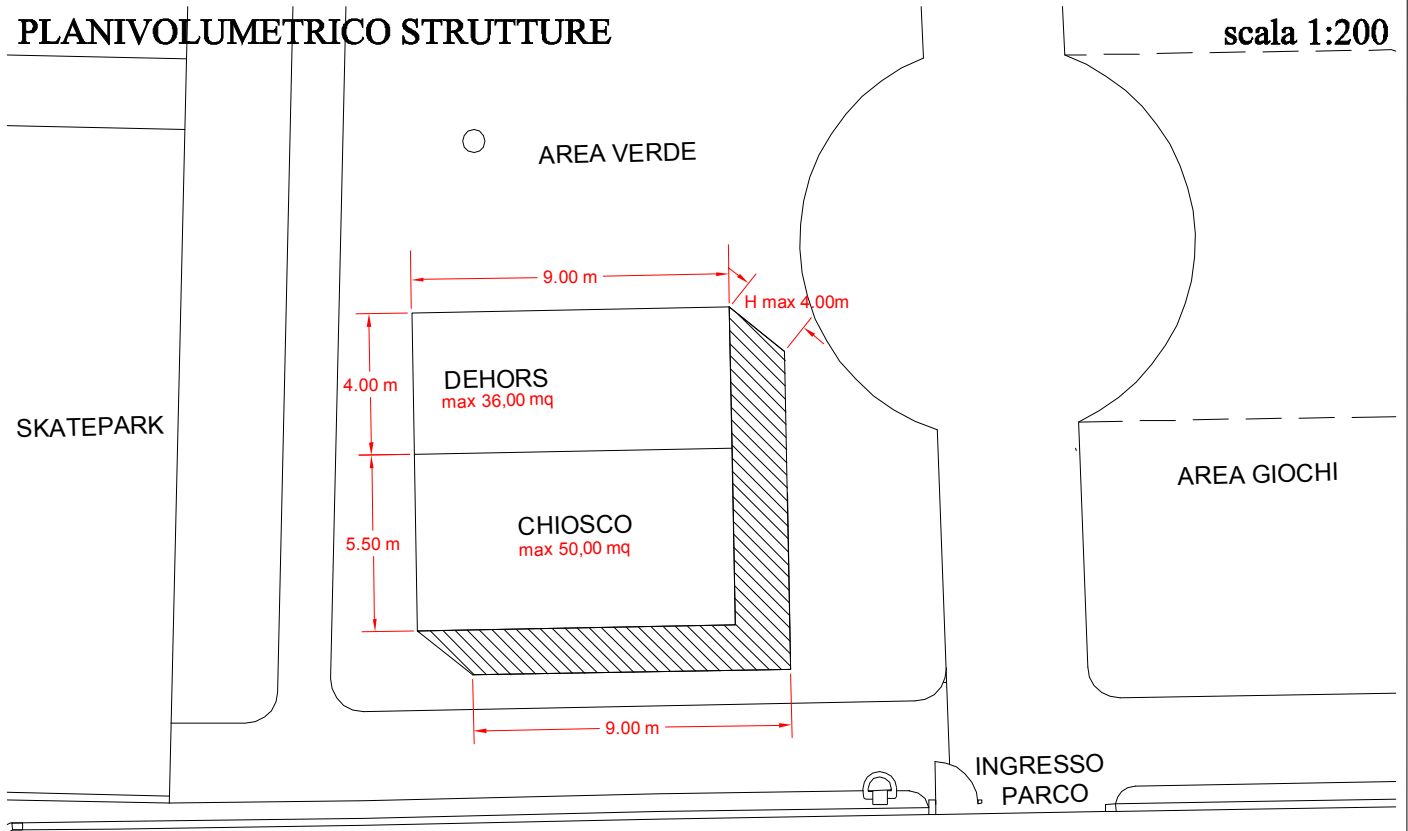 PLANIVOLUMETRICO STRUTTURE
scala 1:200
AREA VERDE
9.00 m
H max 4.00m
4.00 m
DEHORS
max 36,00 mq
SKATEPARK
AREA GIOCHI
CHIOSCO
max 50,00 mq
5.50 m
9.00 m
INGRESSO
PARCO